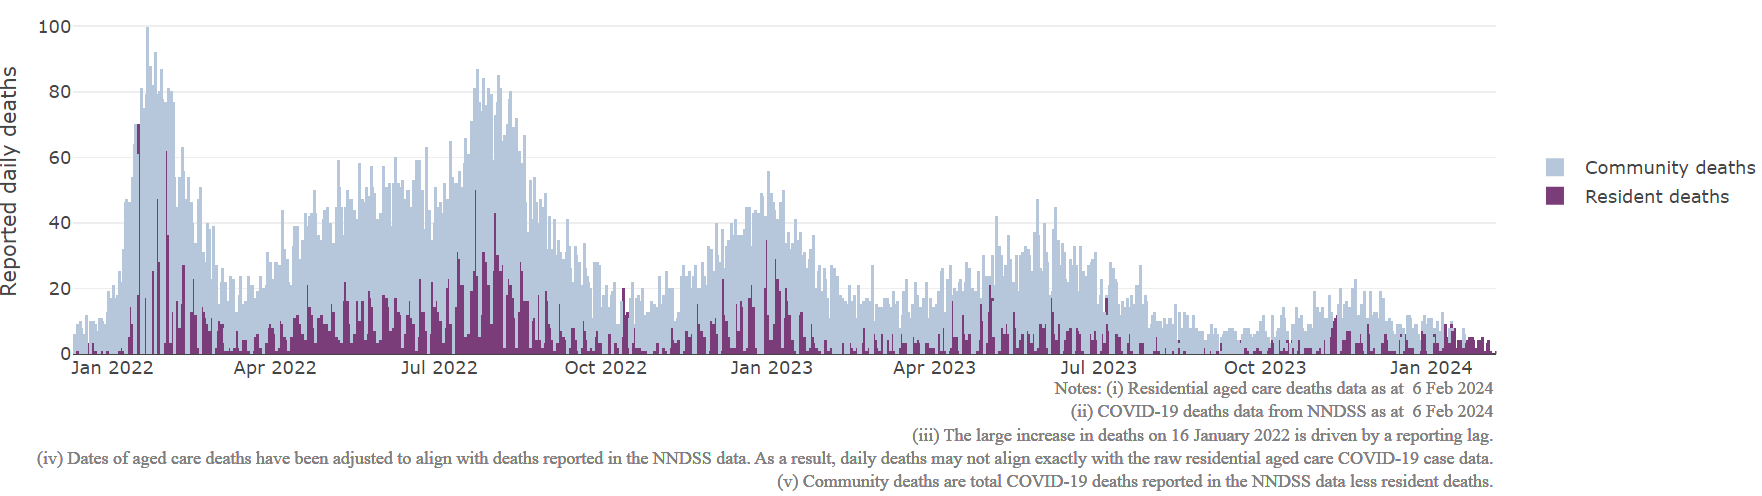 100
80
60
40
20
0
Reported daily deaths
Jan 2022 Apr 2022 Jul 2022 Oct 2022 Jan 2023 Apr 2023 Jul 2023 Oct 2023 Jan 2024
Community deaths
Resident deaths
Notes: (i) Residential aged care deaths data as at 6 Feb 2024
(ii) COVID-19 deaths data from NNDSS as at 6 Feb 2024
(iii) The large increase in deaths on 16 January 2022 is driven by a reporting lag.
(iv) Dates of aged care deaths have been adjusted to align with deaths reported in the NNDSS data. As a result, daily deaths may not align exactly with the raw residential aged care COVID-19 case data.
(v) Community deaths are total COVID-19 deaths reported in the NNDSS data less resident deaths.